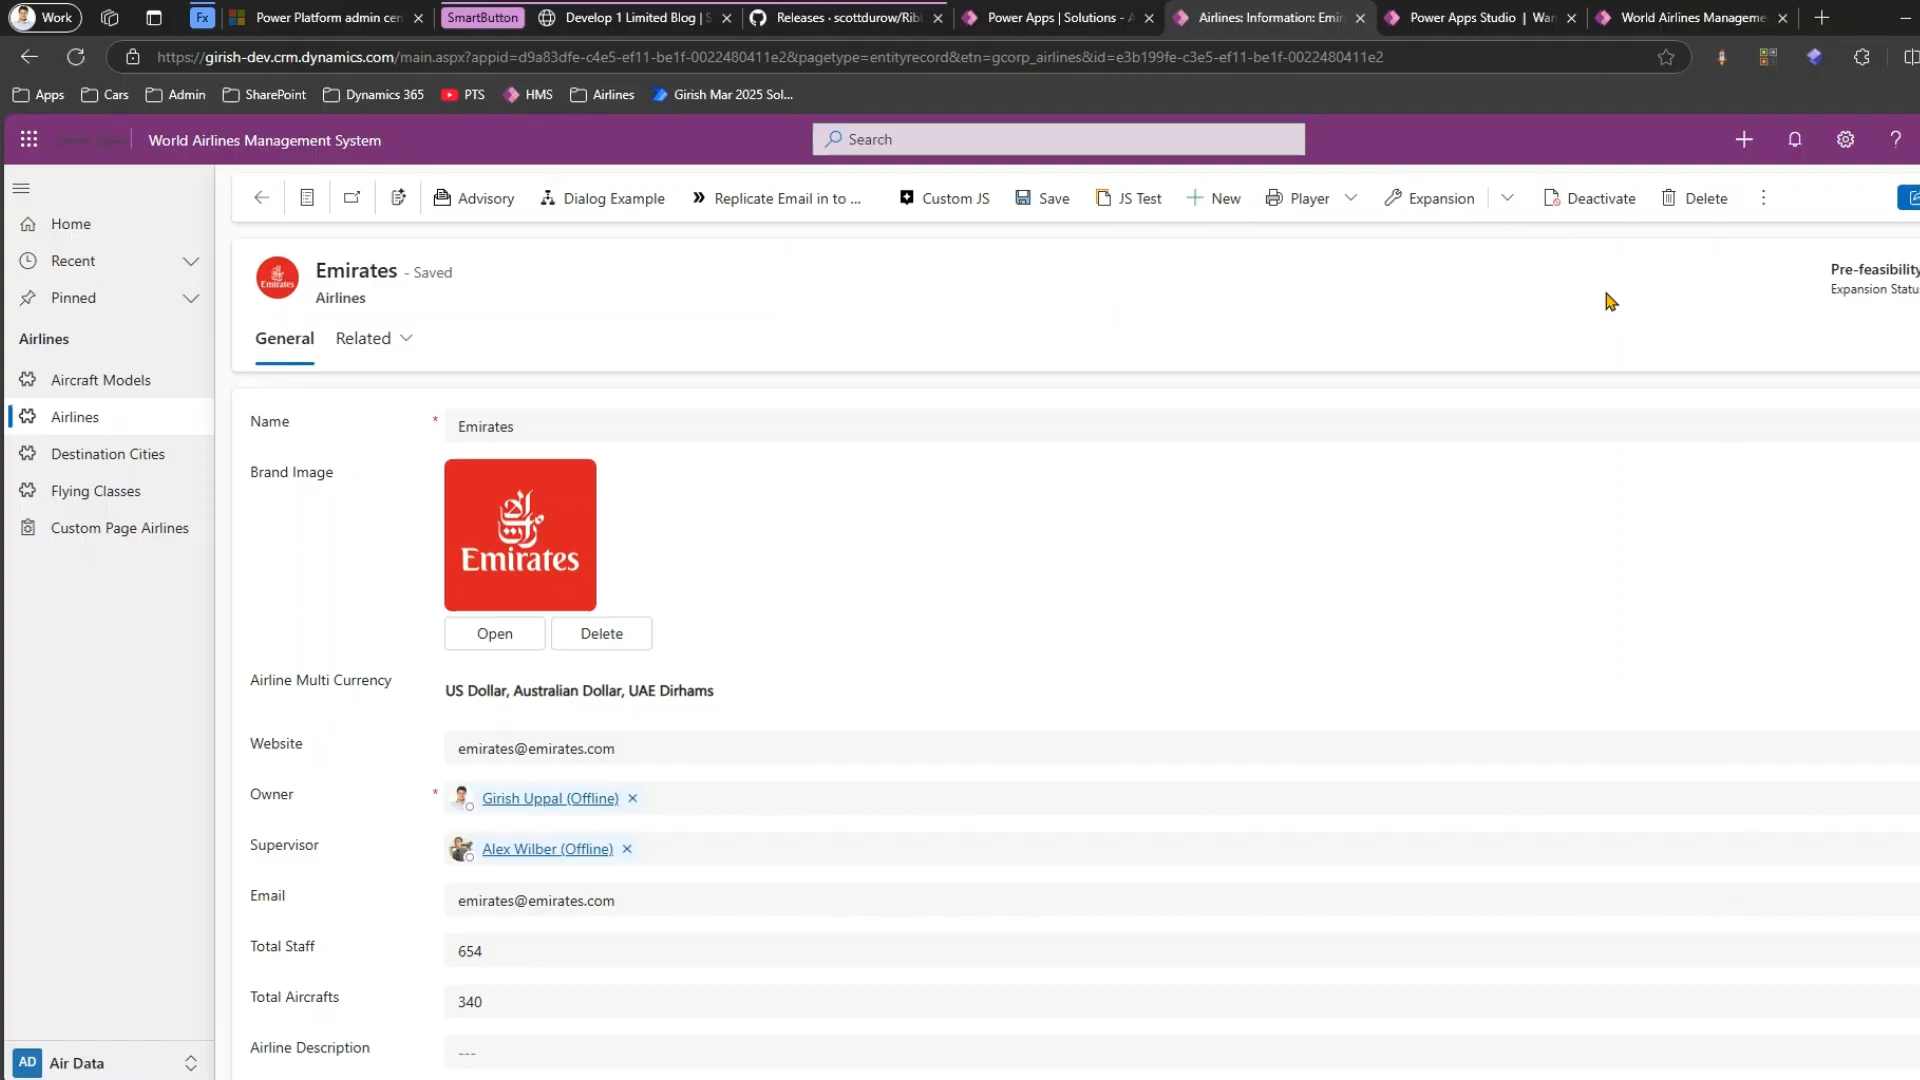 Work
Fx
Power Platform admin cen
SmartButton
Develop 1 Limited Blog | S
Releases · scottdurow/Ribl
Power Apps | Solutions - A
Airlines: Information: Emir
Power Apps Studio | Wan
World Airlines Manageme
https://girish-dev.crm.dynamics.com/main.aspx?appid=d9a83dfe-c4e5-ef11-be1f-0022480411e2&pagetype=entityrecord&etn=gcorp_airlines&id=e3b199fe-c3e5-ef11-be1f-0022480411e2
Apps
Cars
Admin
SharePoint
Dynamics 365
PTS
HMS
Airlines
Girish Mar 2025 Sol...
World Airlines Management System
Search
Advisory
Dialog Example
Replicate Email in to ...
Custom JS
Save
JS Test
New
Player
Expansion
Deactivate
Delete
Home
Recent
Pinned
Airlines
Aircraft Models
Airlines
Destination Cities
Flying Classes
Custom Page Airlines
AD Air Data
Emirates
Emirates - Saved
Airlines
Pre-feasibility
Expansion Status
General
Related
Name * Emirates
Brand Image
Emirates
Open
Delete
Airline Multi Currency US Dollar, Australian Dollar, UAE Dirhams
Website emirates@emirates.com
Owner * Girish Uppal (Offline)
Supervisor Alex Wilber (Offline)
Email emirates@emirates.com
Total Staff 654
Total Aircrafts 340
Airline Description ---